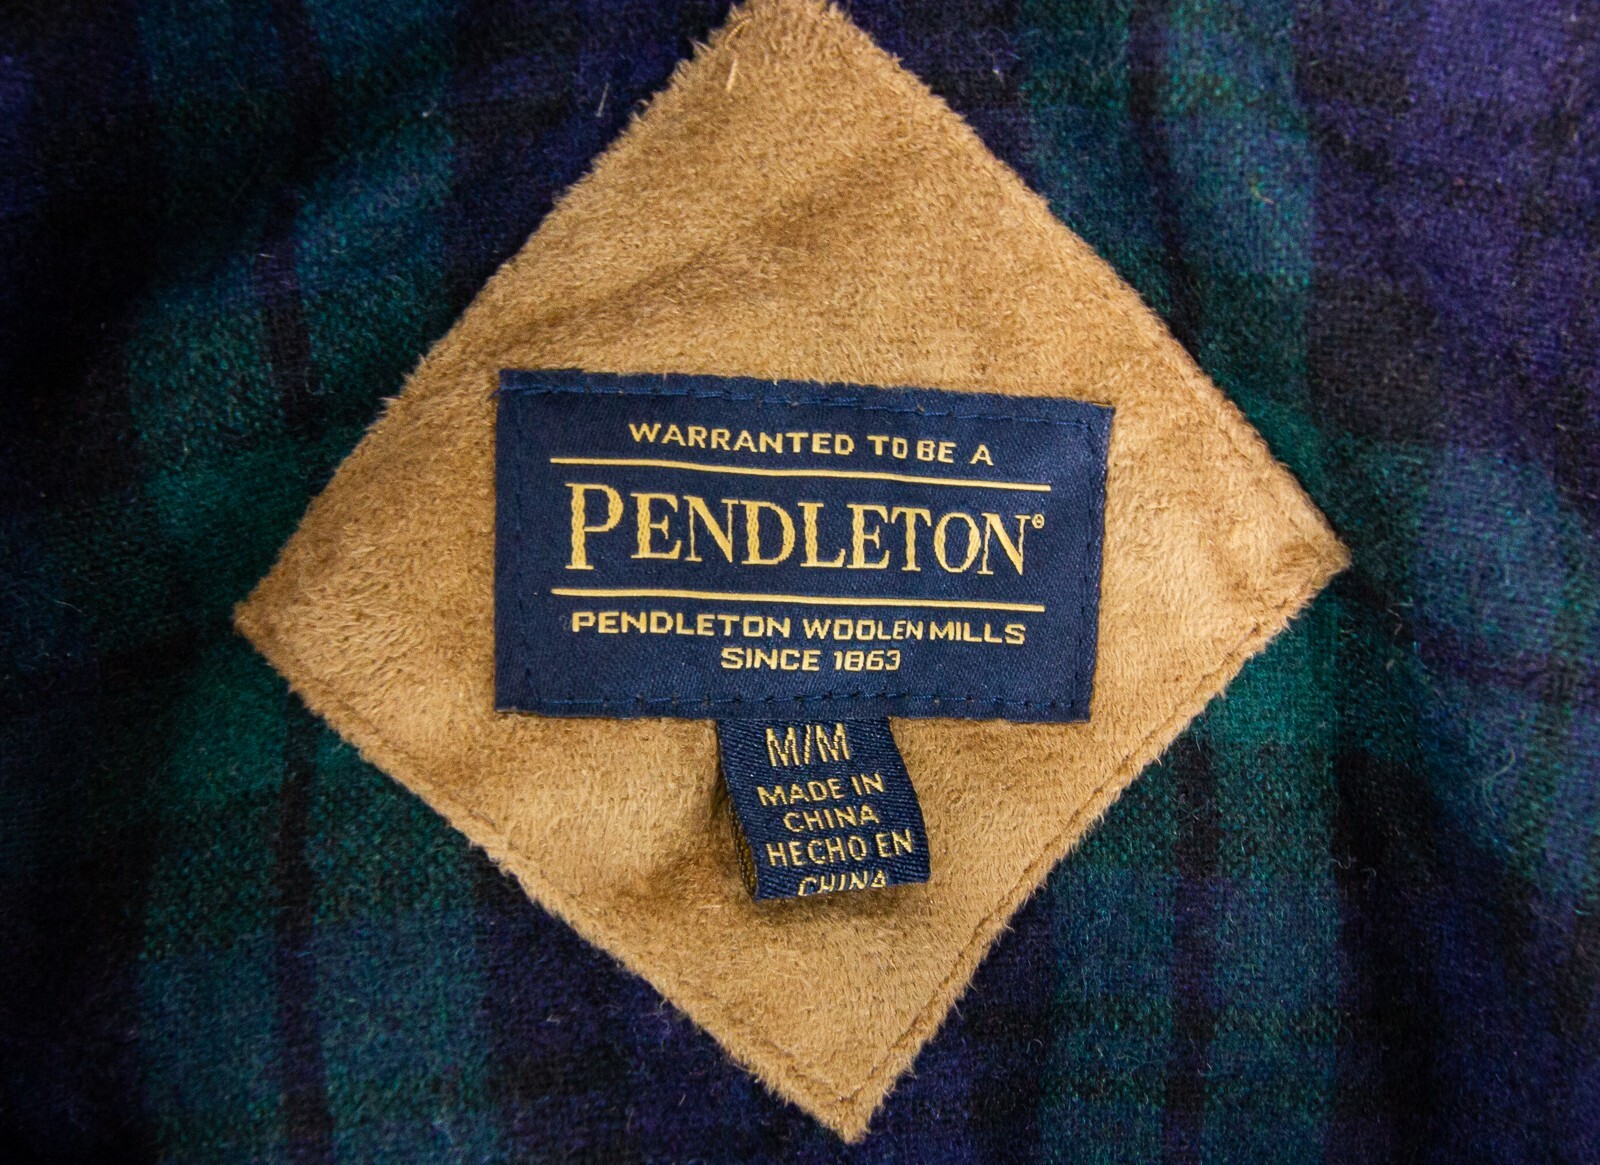 WARRANTED TO BE A
PENDLETON®
PENDLETON WOOLEN MILLS
SINCE 1863
M/M
MADE IN
CHINA
HECHO EN
CHINA